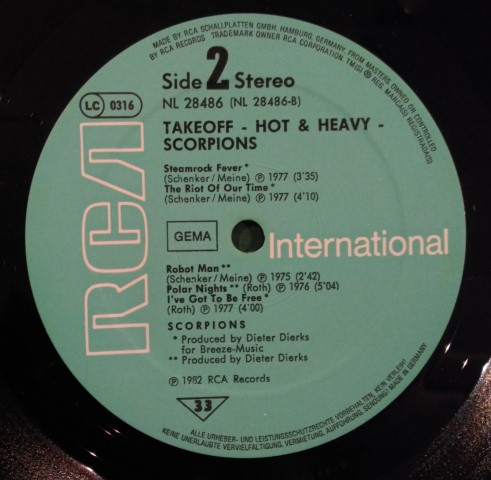 MADE BY RCA SCHALLPLATTEN GMBH, HAMBURG, GERMANY, FROM MASTERS, OWNED OR CONTROLLED
BY RCA RECORDS TRADEMARK OWNER RCA CORPORATION. TM(S) ® REG. MARCA(S) REGISTRADA(S)
Side 2 Stereo
NL 28486 (NL 28486-B)
LC 0316
TAKEOFF - HOT & HEAVY -
SCORPIONS
Steamrock Fever *
(Schenker/Meine) ℗ 1977 (3'35)
The Riot Of Our Time *
(Schenker/Meine) ℗ 1977 (4'10)
GEMA
RCA
International
Robot Man **
(Schenker/Meine) ℗ 1975 (2'42)
Polar Nights ** (Roth) ℗ 1976 (5'04)
I've Got To Be Free *
(Roth) ℗ 1977 (4'00)
SCORPIONS
* Produced by Dieter Dierks
for Breeze-Music
** Produced by Dieter Dierks
℗ 1982 RCA Records
33
ALLE URHEBER- UND LEISTUNGSSCHUTZRECHTE VORBEHALTEN, KEIN VERLEIH!
KEINE UNERLAUBTE VERVIELFÄLTIGUNG, VERMIETUNG, AUFFÜHRUNG, SENDUNG! MADE IN GERMANY